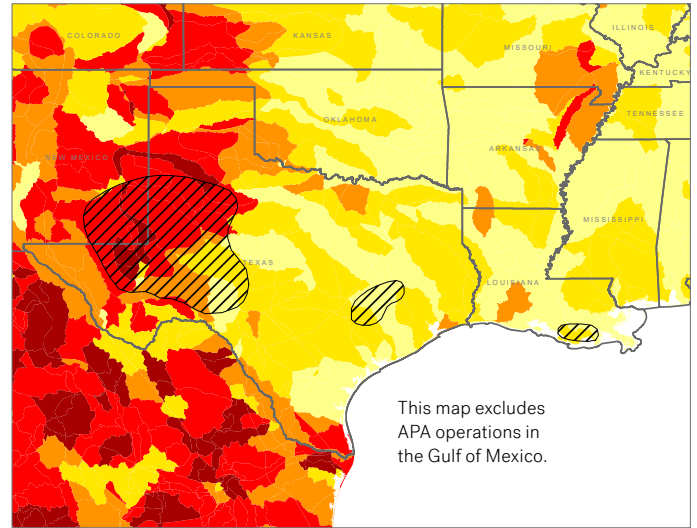 COLORADO
KANSAS
MISSOURI
ILLINOIS
KENTUCKY
TENNESSEE
OKLAHOMA
ARKANSAS
NEW MEXICO
MISSISSIPPI
TEXAS
LOUISIANA
This map excludes
APA operations in
the Gulf of Mexico.